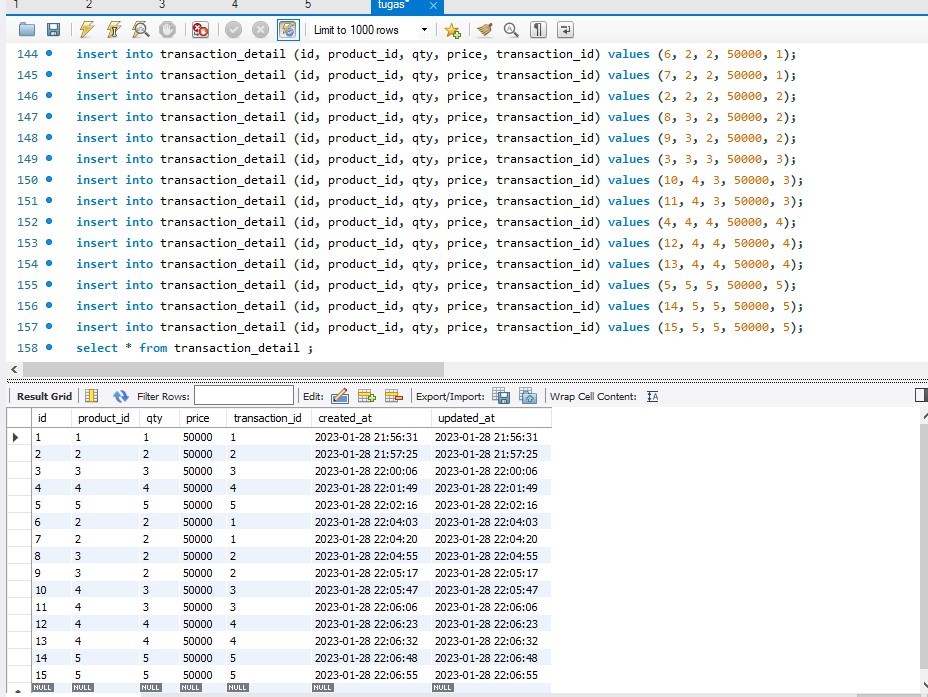 1 2 3 4 5 tugas*
Limit to 1000 rows
144 insert into transaction_detail (id, product_id, qty, price, transaction_id) values (6, 2, 2, 50000, 1);
145 insert into transaction_detail (id, product_id, qty, price, transaction_id) values (7, 2, 2, 50000, 1);
146 insert into transaction_detail (id, product_id, qty, price, transaction_id) values (2, 2, 2, 50000, 2);
147 insert into transaction_detail (id, product_id, qty, price, transaction_id) values (8, 3, 2, 50000, 2);
148 insert into transaction_detail (id, product_id, qty, price, transaction_id) values (9, 3, 2, 50000, 2);
149 insert into transaction_detail (id, product_id, qty, price, transaction_id) values (3, 3, 3, 50000, 3);
150 insert into transaction_detail (id, product_id, qty, price, transaction_id) values (10, 4, 3, 50000, 3);
151 insert into transaction_detail (id, product_id, qty, price, transaction_id) values (11, 4, 3, 50000, 3);
152 insert into transaction_detail (id, product_id, qty, price, transaction_id) values (4, 4, 4, 50000, 4);
153 insert into transaction_detail (id, product_id, qty, price, transaction_id) values (12, 4, 4, 50000, 4);
154 insert into transaction_detail (id, product_id, qty, price, transaction_id) values (13, 4, 4, 50000, 4);
155 insert into transaction_detail (id, product_id, qty, price, transaction_id) values (5, 5, 5, 50000, 5);
156 insert into transaction_detail (id, product_id, qty, price, transaction_id) values (14, 5, 5, 50000, 5);
157 insert into transaction_detail (id, product_id, qty, price, transaction_id) values (15, 5, 5, 50000, 5);
158 select * from transaction_detail ;
Result Grid Filter Rows: Edit: Export/Import: Wrap Cell Content: IA
id product_id qty price transaction_id created_at updated_at
1 1 1 50000 1 2023-01-28 21:56:31 2023-01-28 21:56:31
2 2 2 50000 2 2023-01-28 21:57:25 2023-01-28 21:57:25
3 3 3 50000 3 2023-01-28 22:00:06 2023-01-28 22:00:06
4 4 4 50000 4 2023-01-28 22:01:49 2023-01-28 22:01:49
5 5 5 50000 5 2023-01-28 22:02:16 2023-01-28 22:02:16
6 2 2 50000 1 2023-01-28 22:04:03 2023-01-28 22:04:03
7 2 2 50000 1 2023-01-28 22:04:20 2023-01-28 22:04:20
8 3 2 50000 2 2023-01-28 22:04:55 2023-01-28 22:04:55
9 3 2 50000 2 2023-01-28 22:05:17 2023-01-28 22:05:17
10 4 3 50000 3 2023-01-28 22:05:47 2023-01-28 22:05:47
11 4 3 50000 3 2023-01-28 22:06:06 2023-01-28 22:06:06
12 4 4 50000 4 2023-01-28 22:06:23 2023-01-28 22:06:23
13 4 4 50000 4 2023-01-28 22:06:32 2023-01-28 22:06:32
14 5 5 50000 5 2023-01-28 22:06:48 2023-01-28 22:06:48
15 5 5 50000 5 2023-01-28 22:06:55 2023-01-28 22:06:55
NULL NULL NULL NULL NULL NULL NULL